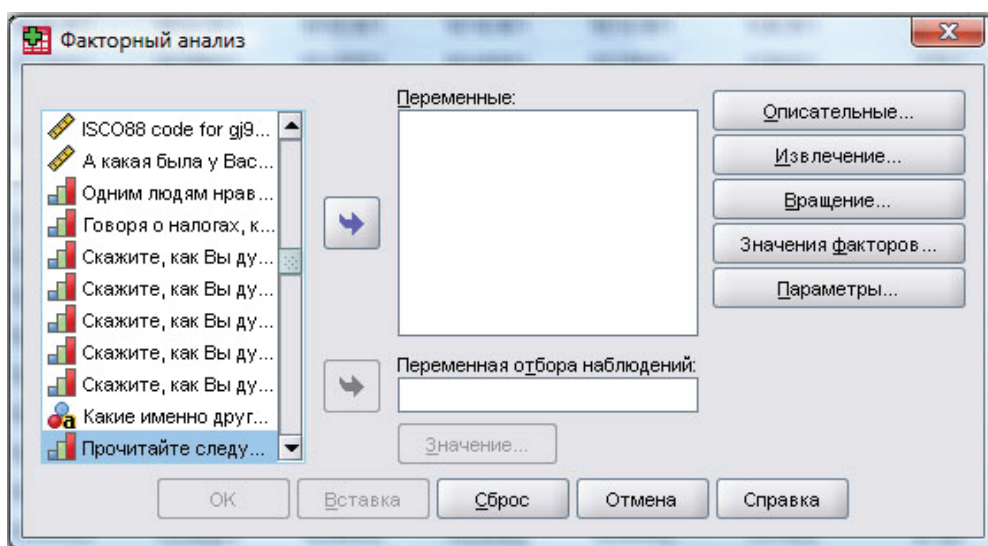 Факторный анализ
ISCO88 code for gj9...
А какая была у Вас...
Одним людям нрав...
Говоря о налогах, к...
Скажите, как Вы ду...
Скажите, как Вы ду...
Скажите, как Вы ду...
Скажите, как Вы ду...
Скажите, как Вы ду...
Какие именно друг...
Прочитайте следу...
Переменные:
Переменная отбора наблюдений:
Значение...
Описательные...
Извлечение...
Вращение...
Значения факторов...
Параметры...
OK
Вставка
Сброс
Отмена
Справка